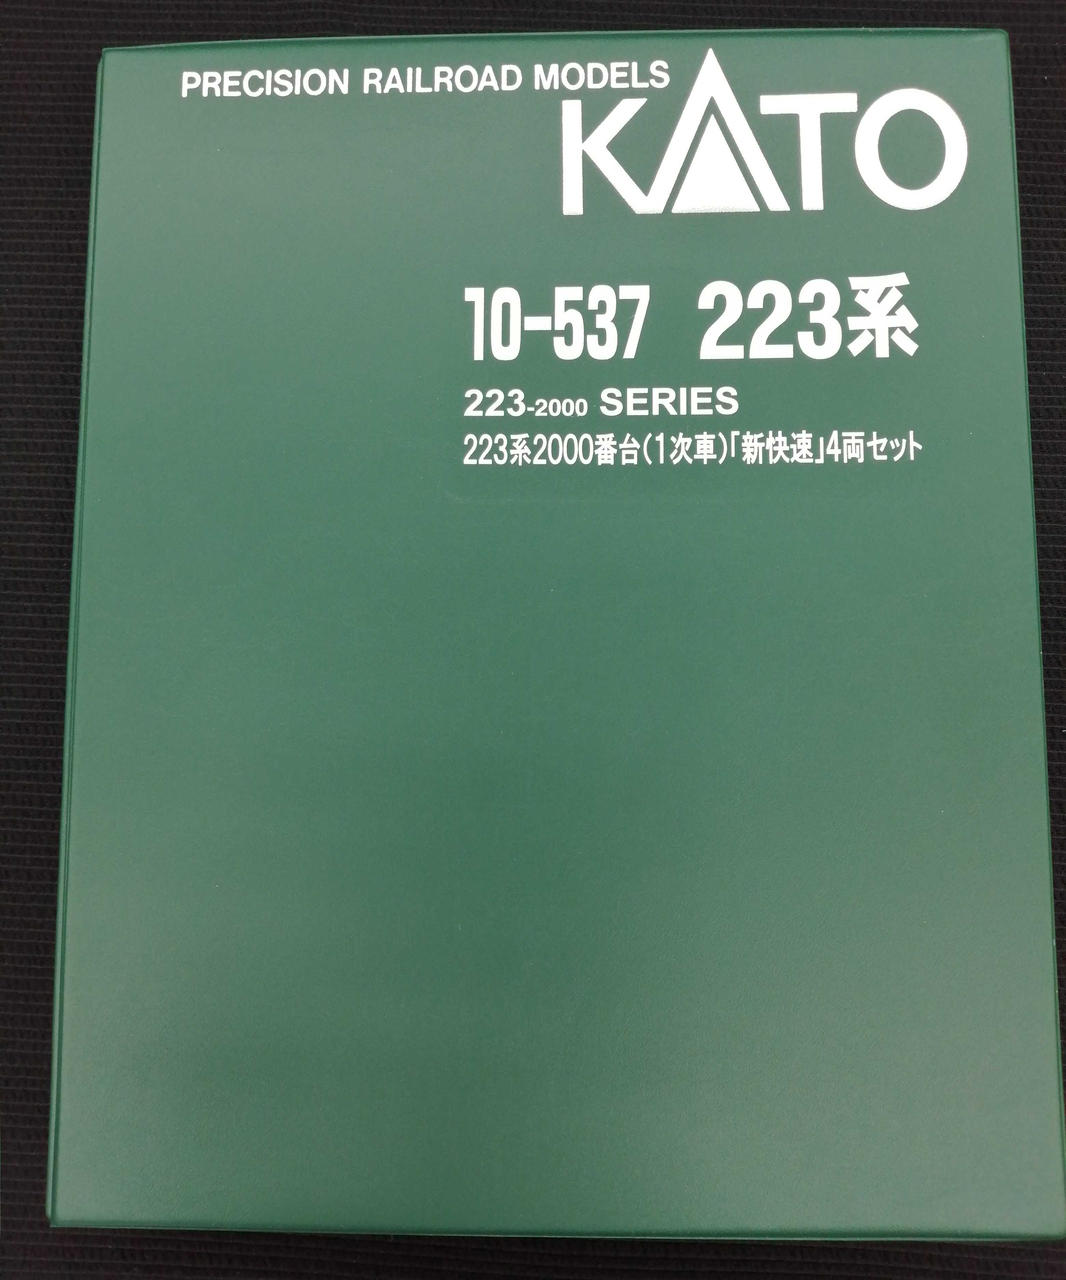 PRECISION RAILROAD MODELS
KATO
10-537 223系
223-2000 SERIES
223系2000番台(1次車)「新快速」4両セット